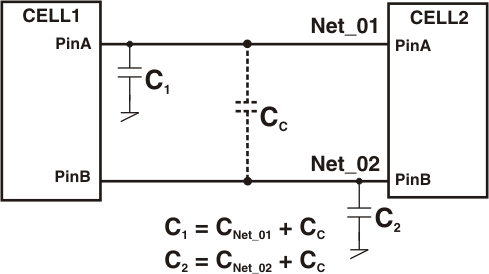 CELL1
Net_01
CELL2
PinA
PinA
C1
CC
Net_02
PinB
PinB
C2
C1 = CNet_01 + CC
C2 = CNet_02 + CC